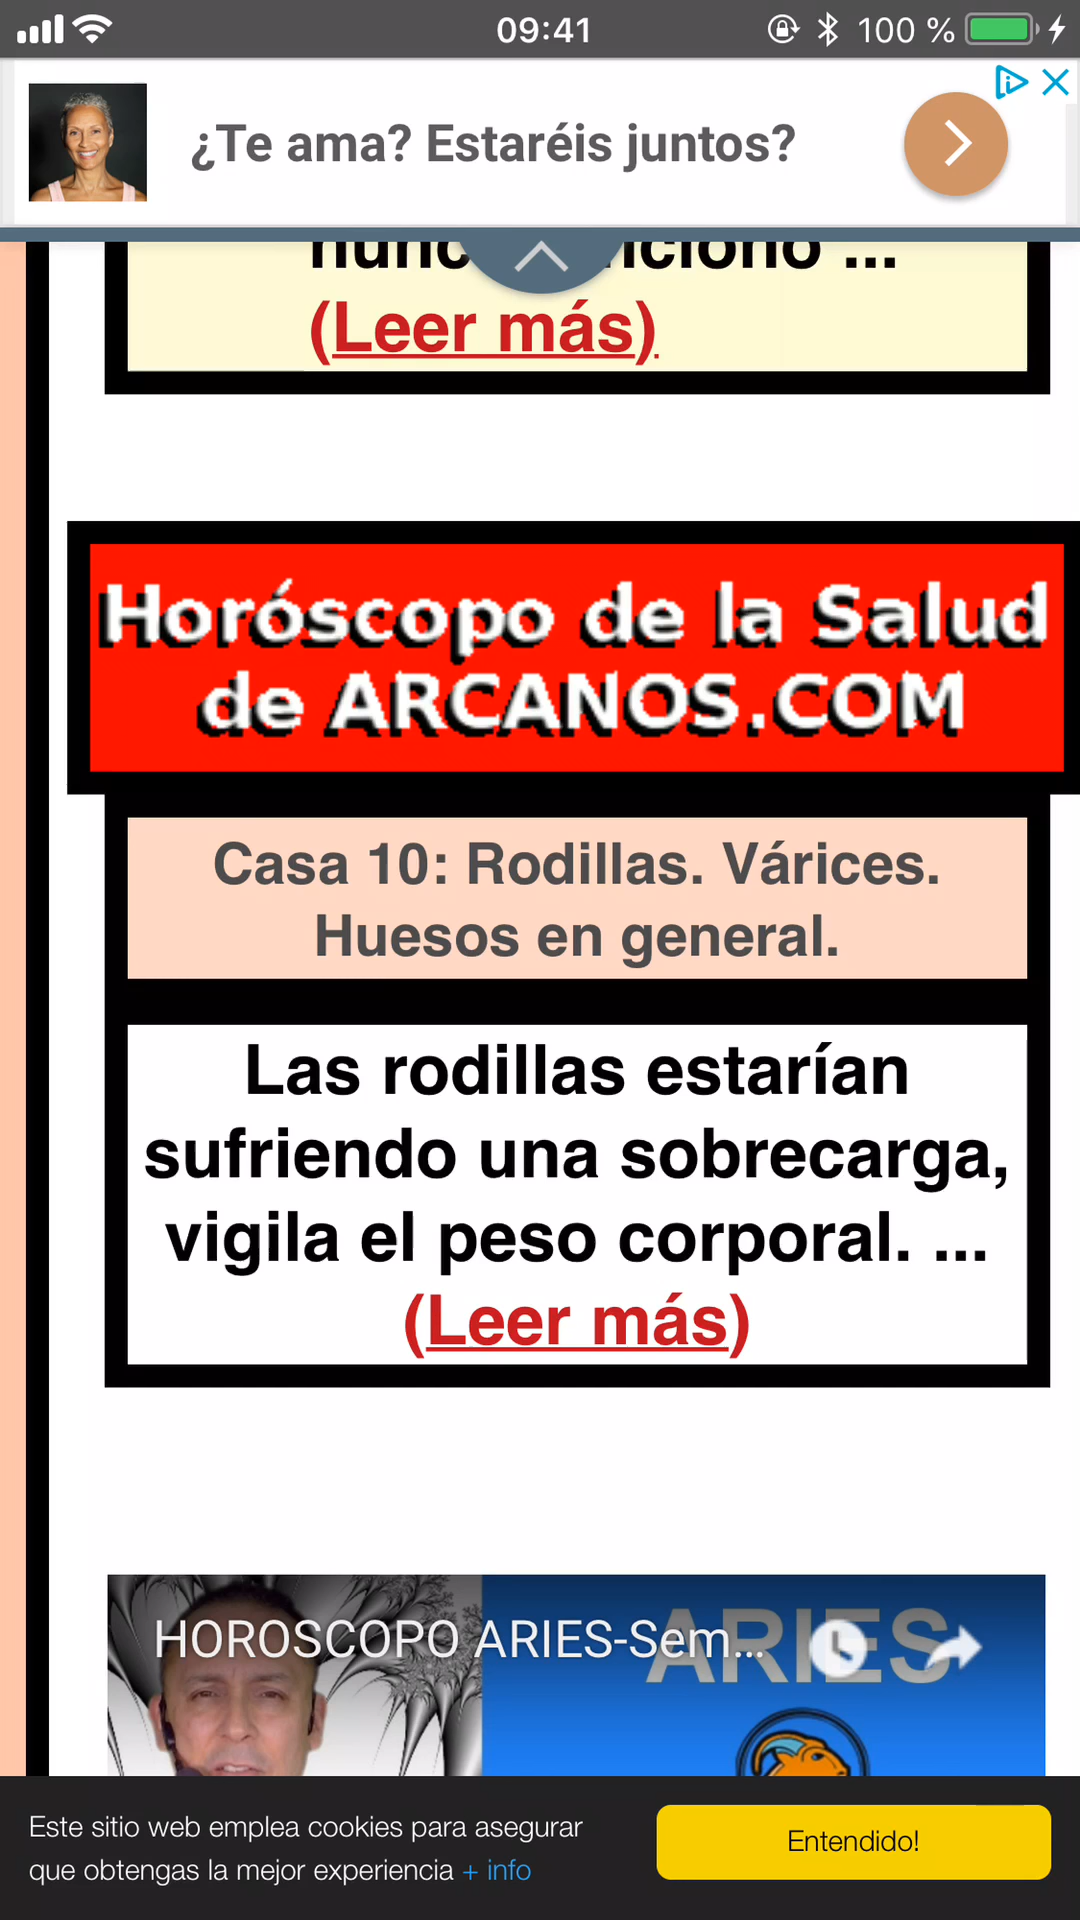 09:41
100 %
¿Te ama? Estaréis juntos?
(Leer más).
Horóscopo de la Salud
de ARCANOS.COM
Casa 10: Rodillas. Várices.
Huesos en general.
Las rodillas estarían
sufriendo una sobrecarga,
vigila el peso corporal. ...
(Leer más)
HOROSCOPO ARIES-Sem...
ARIES
Este sitio web emplea cookies para asegurar
que obtengas la mejor experiencia + info
Entendido!